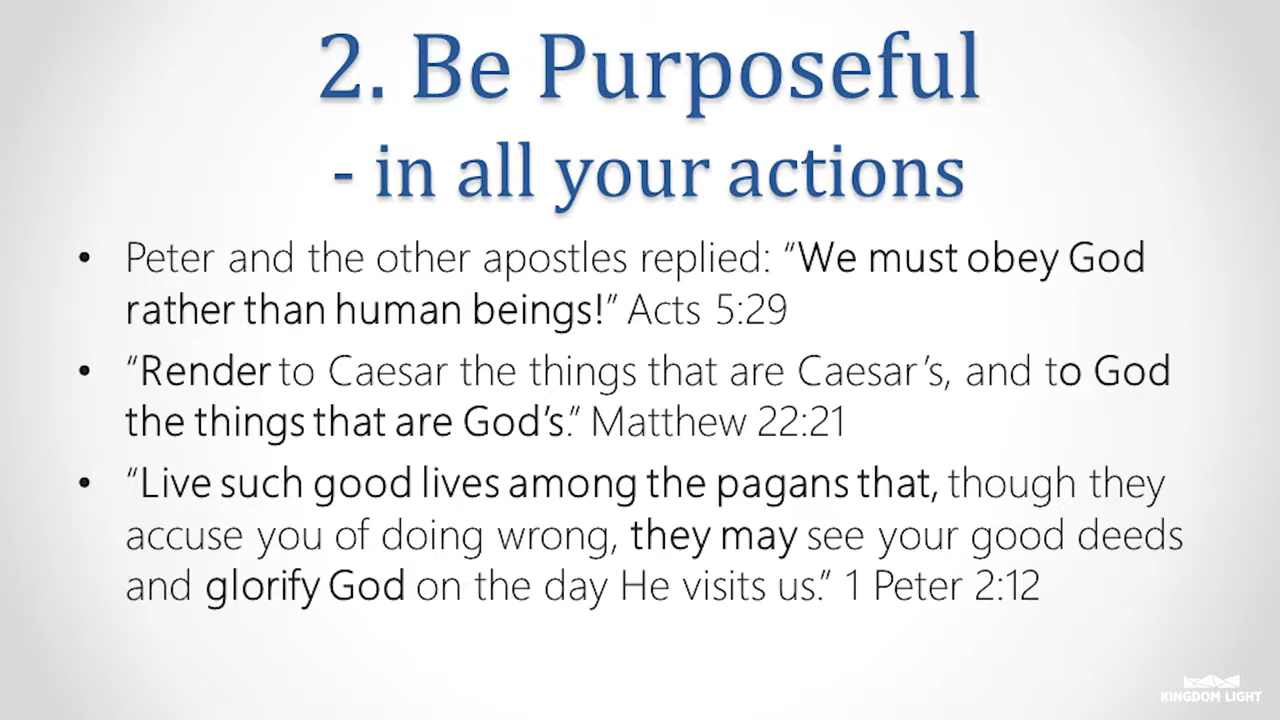 2. Be Purposeful
- in all your actions
• Peter and the other apostles replied: “We must obey God
rather than human beings!” Acts 5:29
• “Render to Caesar the things that are Caesar’s, and to God
the things that are God’s.” Matthew 22:21
• “Live such good lives among the pagans that, though they
accuse you of doing wrong, they may see your good deeds
and glorify God on the day He visits us.” 1 Peter 2:12
KINGDOM LIGHT